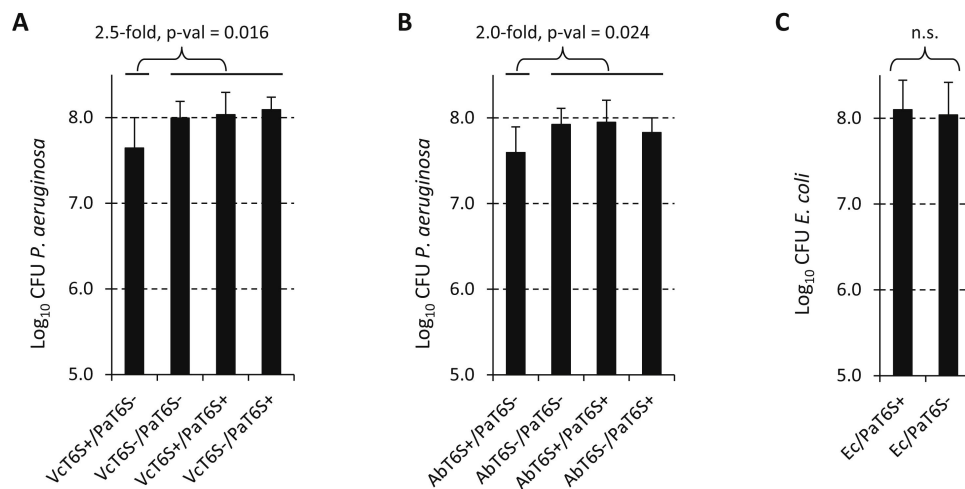 A
2.5-fold, p-val = 0.016
Log10 CFU P. aeruginosa
8.0
7.0
6.0
5.0
VcT6S+/PaT6S-
VcT6S-/PaT6S-
VcT6S+/PaT6S+
VcT6S-/PaT6S+
B
2.0-fold, p-val = 0.024
Log10 CFU P. aeruginosa
8.0
7.0
6.0
5.0
AbT6S+/PaT6S-
AbT6S-/PaT6S-
AbT6S+/PaT6S+
AbT6S-/PaT6S+
C
n.s.
Log10 CFU E. coli
8.0
7.0
6.0
5.0
Ec/PaT6S+
Ec/PaT6S-